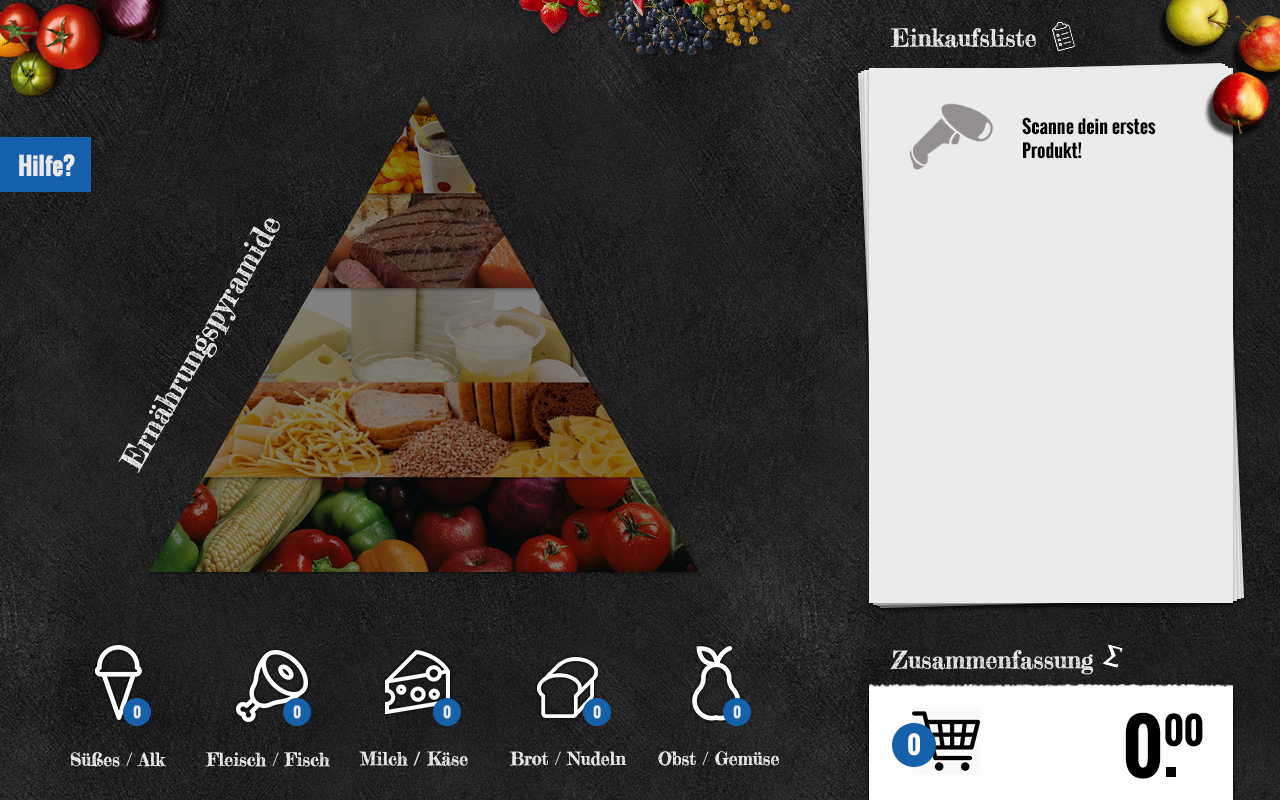 Einkaufsliste
Scanne dein erstes
Produkt!
Hilfe?
Ernährungspyramide
0
0
0
0
0
Süßes / Alk
Fleisch / Fisch
Milch / Käse
Brot / Nudeln
Obst / Gemüse
Zusammenfassung Σ
0
0.00